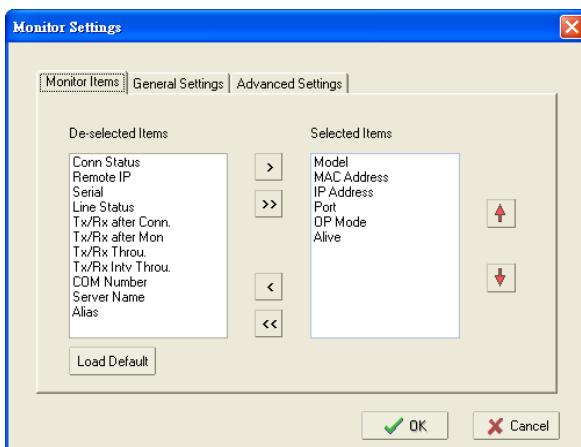 Monitor Settings
Monitor Items
General Settings
Advanced Settings
De-selected Items
Conn Status
Remote IP
Serial
Line Status
Tx/Rx after Conn.
Tx/Rx after Mon
Tx/Rx Throu.
Tx/Rx Intv Throu.
COM Number
Server Name
Alias
>
>>
<
<<
Selected Items
Model
MAC Address
IP Address
Port
OP Mode
Alive
Load Default
OK
Cancel